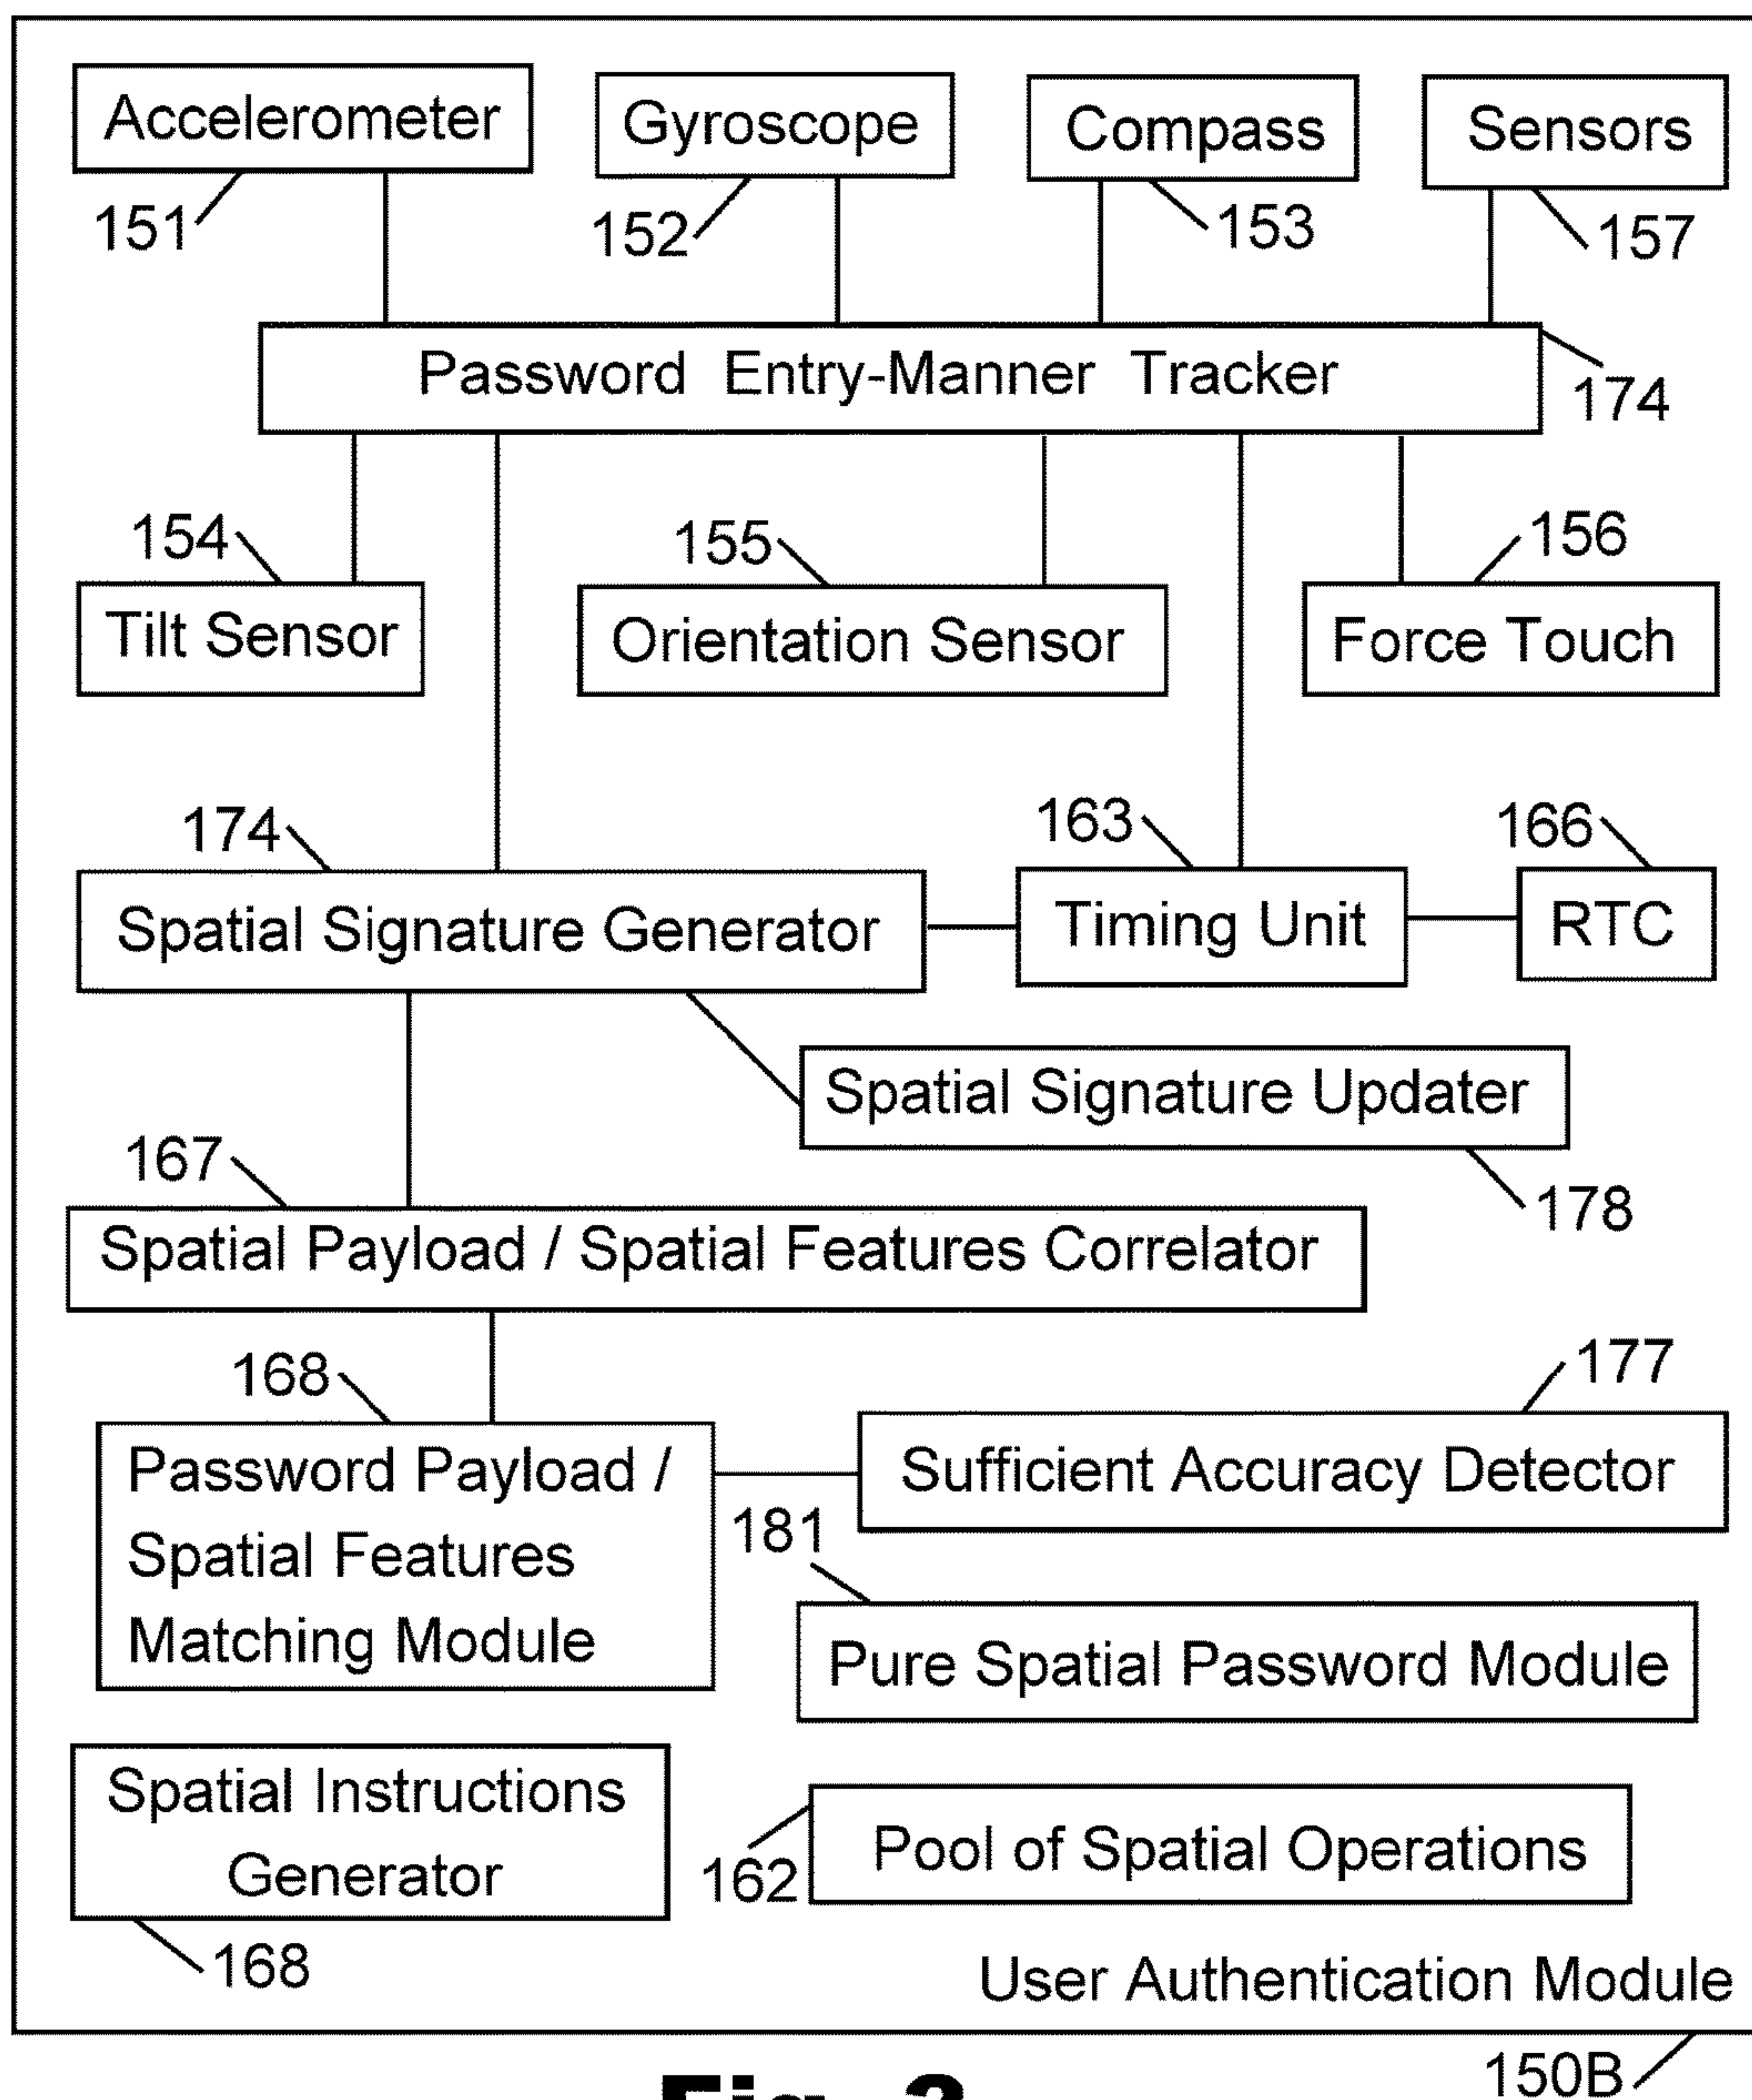 Accelerometer
Gyroscope
Compass
Sensors
151
152
153
157
Password Entry-Manner Tracker
174
154
155
156
Tilt Sensor
Orientation Sensor
Force Touch
174
163
166
Spatial Signature Generator
Timing Unit
RTC
Spatial Signature Updater
167
178
Spatial Payload / Spatial Features Correlator
168
177
Password Payload /
Spatial Features
Matching Module
Sufficient Accuracy Detector
181
Pure Spatial Password Module
Spatial Instructions
Generator
Pool of Spatial Operations
162
168
User Authentication Module
150B